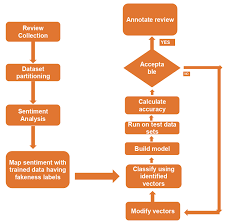 Review
Collection
Dataset
partitioning
Sentiment
Analysis
Map sentiment with
trained data having
fakeness labels
Annotate review
YES
Accepta
ble
Calculate
accuracy
Run on test data
sets
Build model
Classify using
identified
vectors
Modify vectors